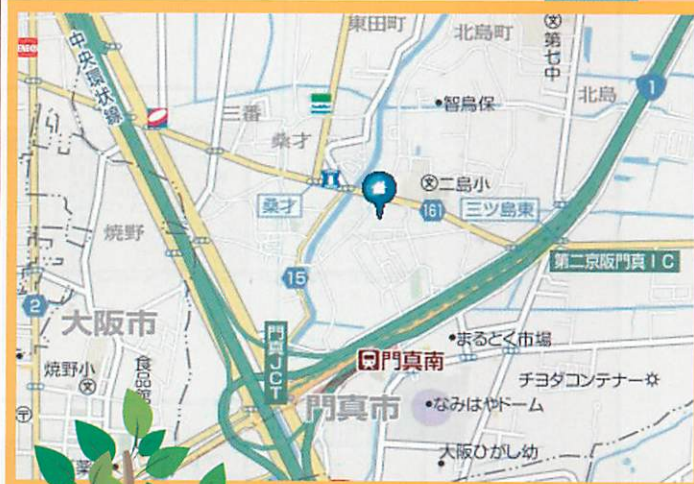 東田町
北島町
第七中
中央環状線
ENEOS
1
三番
智鳥保
北島
桑才
二島小
桑才
161
三ツ島東
焼野
15
第二京阪門真IC
2
大阪市
門真JCT
まるとく市場
門真南
焼野小
チヨダコンテナー
門真市
なみはやドーム
大阪ひがし幼
薬